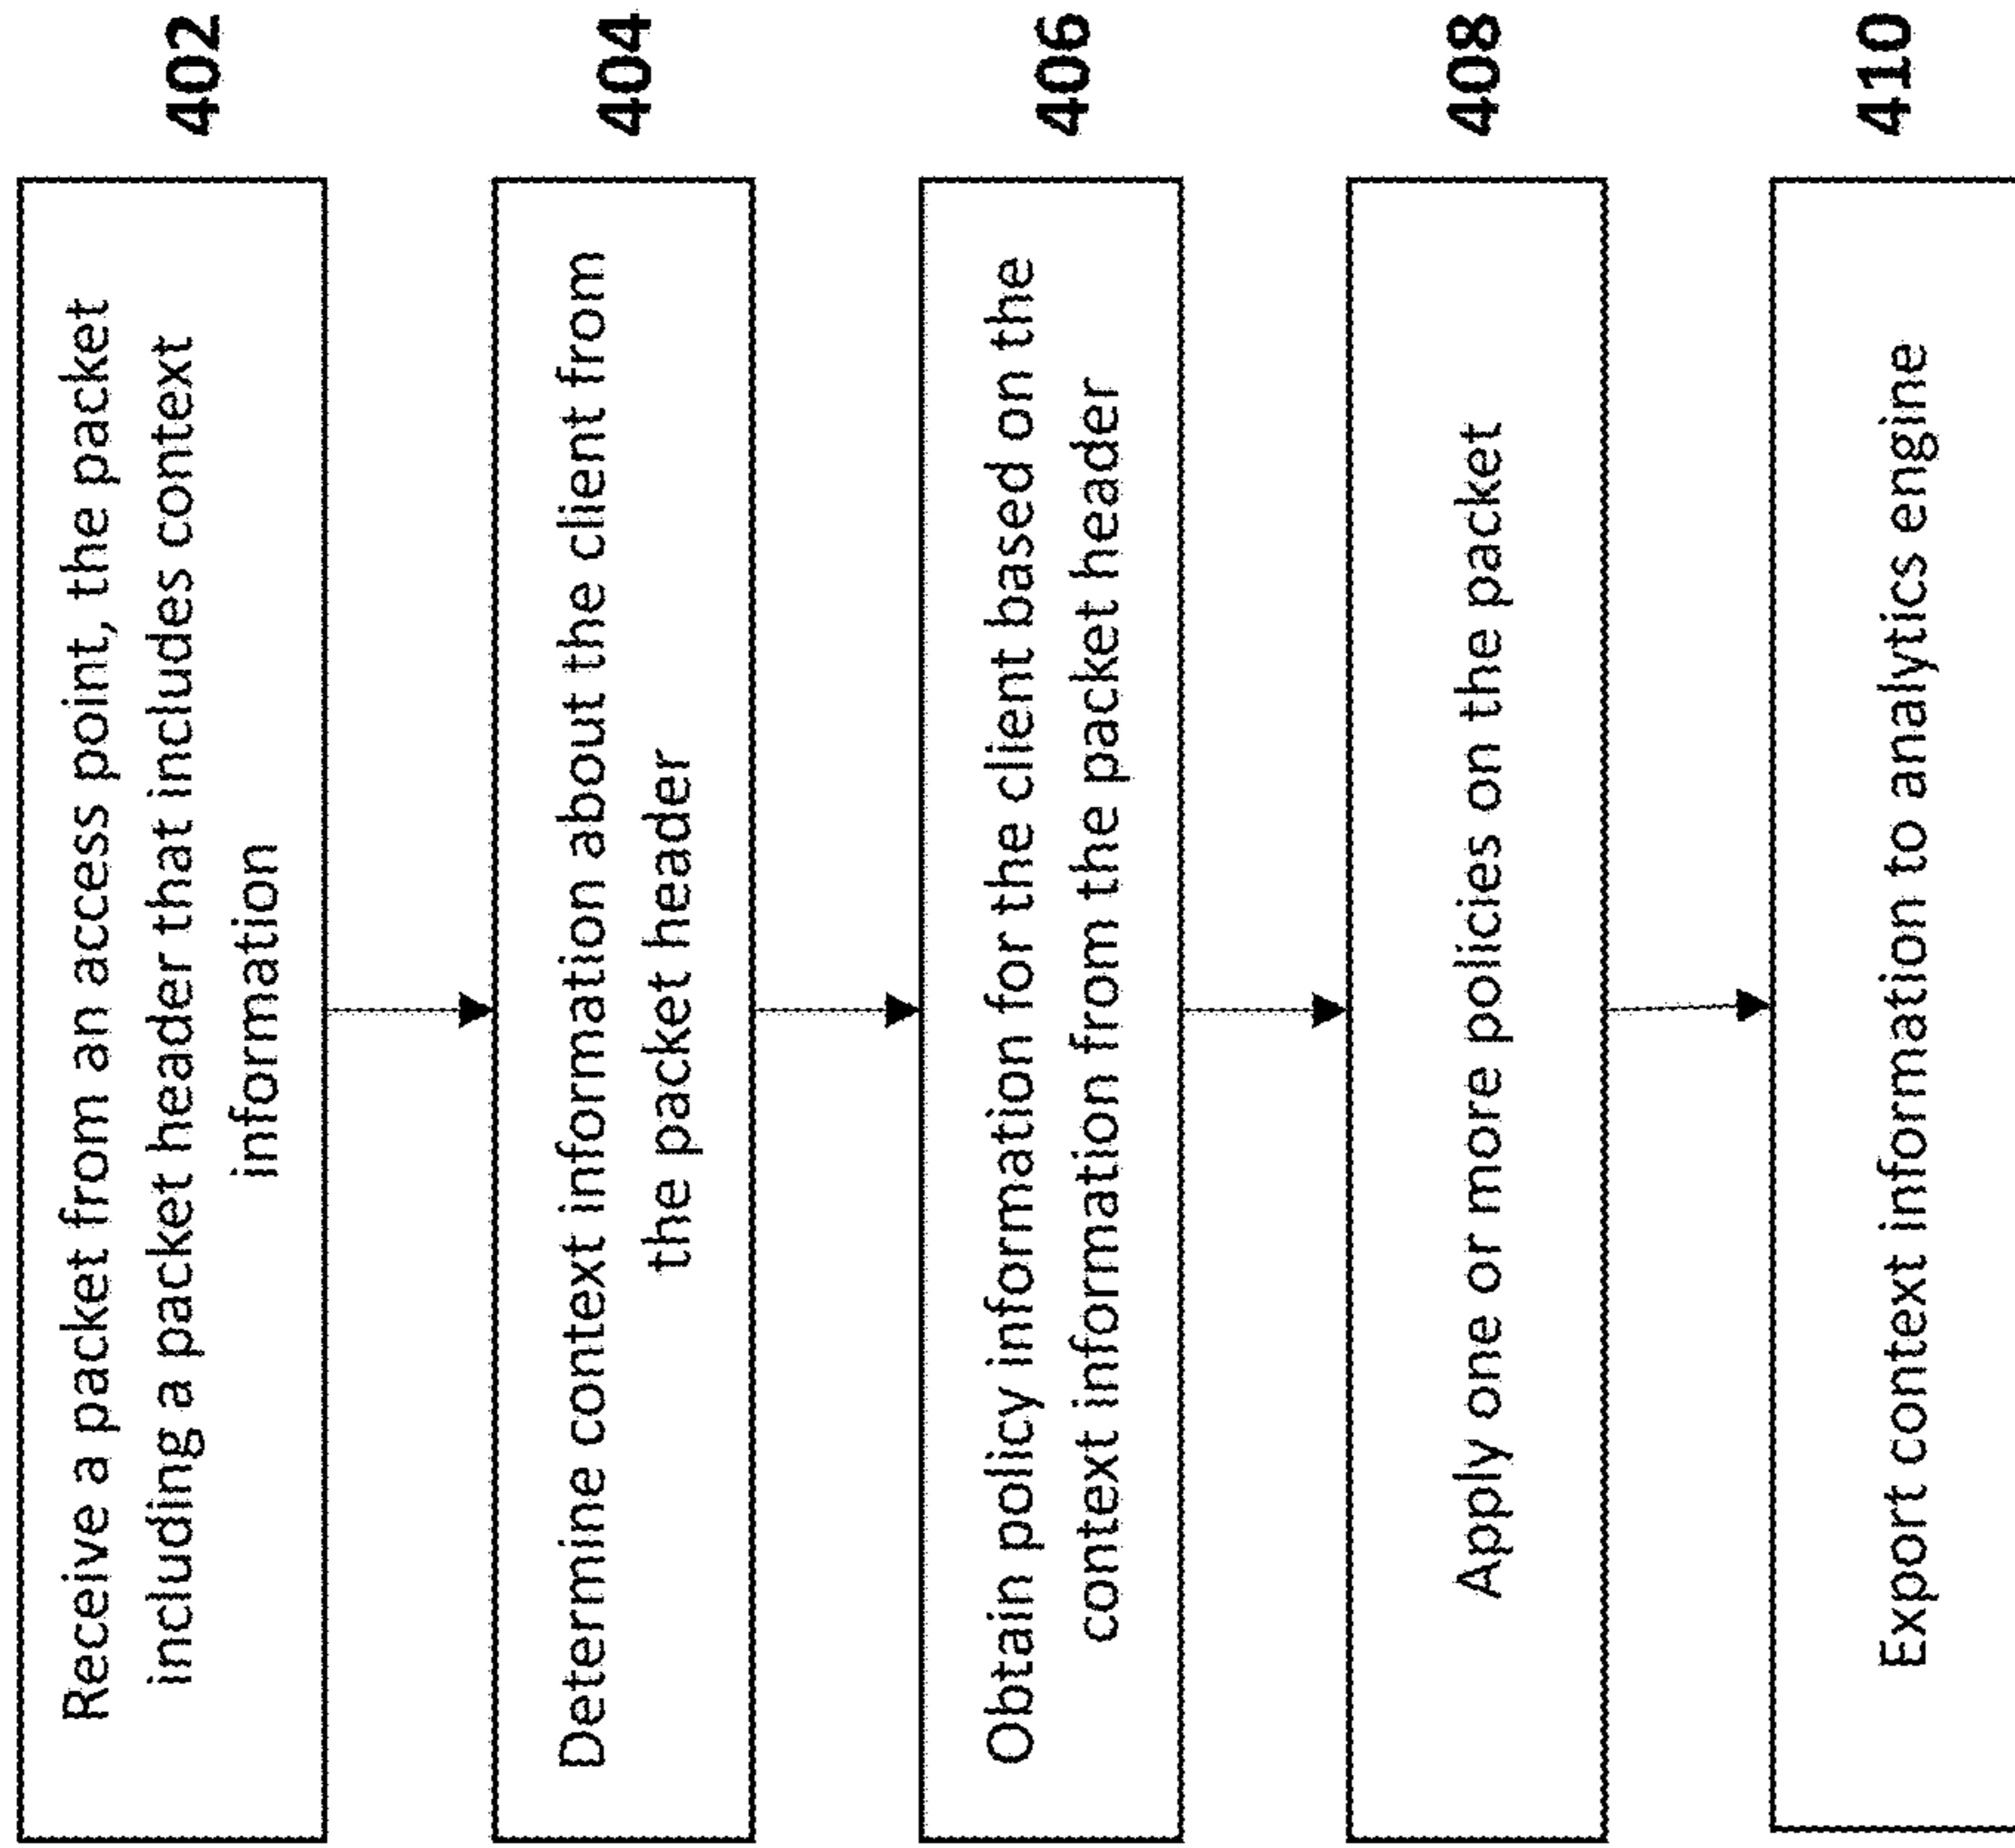 Receive a packet from an access point, the packet
including a packet header that includes context
information
402
Determine context information about the client from
the packet header
404
Obtain policy information for the client based on the
context information from the packet header
406
Apply one or more policies on the packet
408
Export context information to analytics engine
410